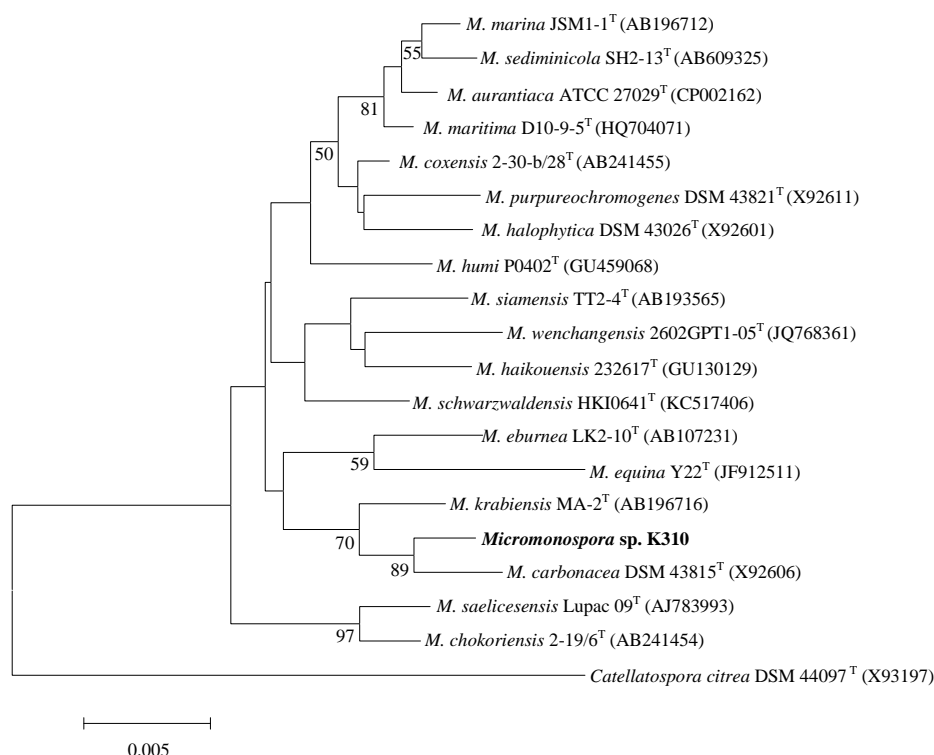 M. marina JSM1-1ᵀ (AB196712)
55
M. sediminicola SH2-13ᵀ (AB609325)
M. aurantiaca ATCC 27029ᵀ (CP002162)
81
M. maritima D10-9-5ᵀ (HQ704071)
50
M. coxensis 2-30-b/28ᵀ (AB241455)
M. purpureochromogenes DSM 43821ᵀ (X92611)
M. halophytica DSM 43026ᵀ (X92601)
M. humi P0402ᵀ (GU459068)
M. siamensis TT2-4ᵀ (AB193565)
M. wenchangensis 2602GPT1-05ᵀ (JQ768361)
M. haikouensis 232617ᵀ (GU130129)
M. schwarzwaldensis HKI0641ᵀ (KC517406)
M. eburnea LK2-10ᵀ (AB107231)
59
M. equina Y22ᵀ (JF912511)
M. krabiensis MA-2ᵀ (AB196716)
70
Micromonospora sp. K310
89
M. carbonacea DSM 43815ᵀ (X92606)
M. saelicesensis Lupac 09ᵀ (AJ783993)
97
M. chokoriensis 2-19/6ᵀ (AB241454)
Catellatospora citrea DSM 44097 ᵀ (X93197)
0.005